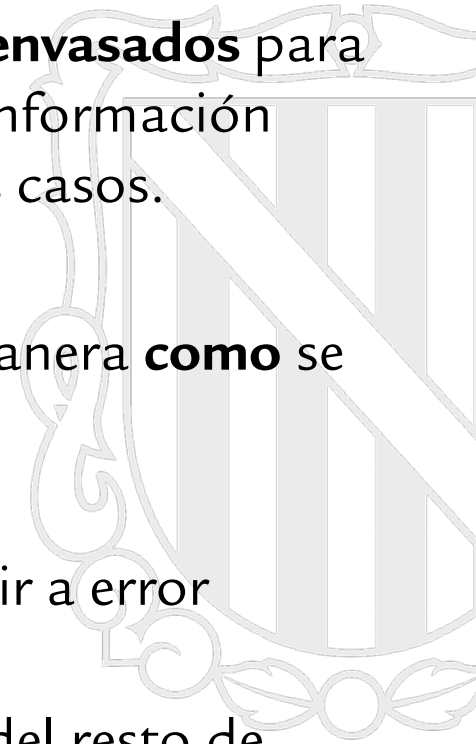 envasados para
nformación
casos.
anera como se
ir a error
del resto de